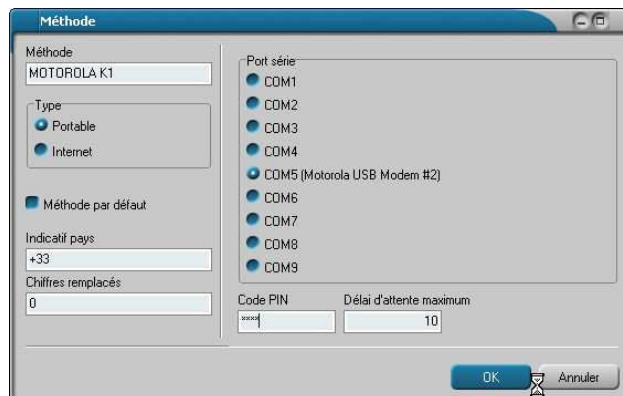 Méthode
Méthode
MOTOROLA K1
Type
Portable
Internet
Méthode par défaut
Indicatif pays
+33
Chiffres remplacés
0
Port série
COM1
COM2
COM3
COM4
COM5 (Motorola USB Modem #2)
COM6
COM7
COM8
COM9
Code PIN
****
Délai d'attente maximum
10
OK
Annuler